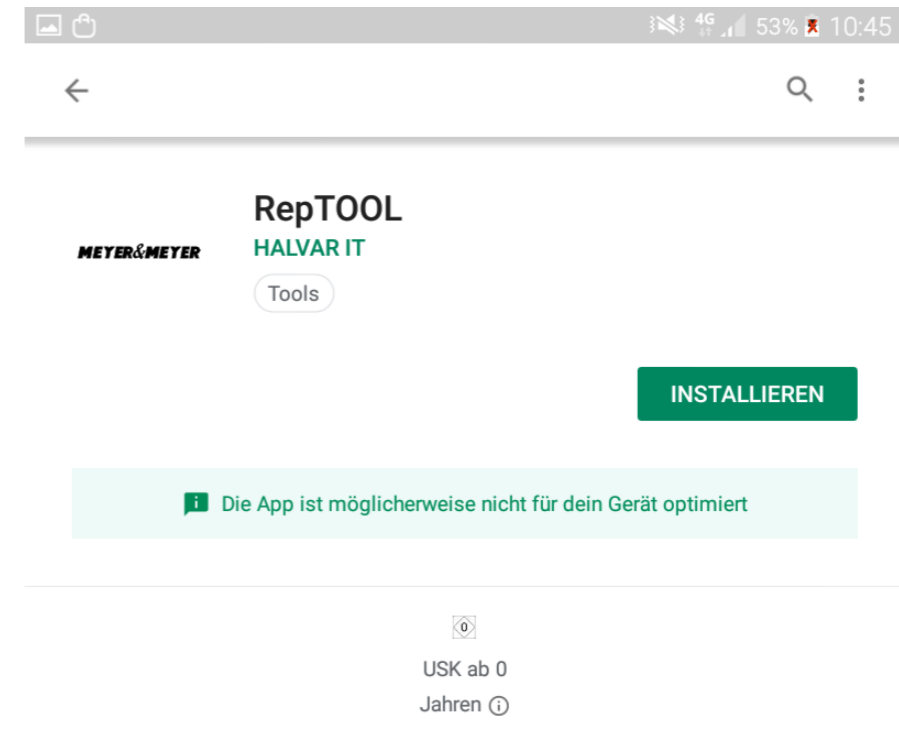 4G 53% 10:45
RepTOOL
MEYER&MEYER
HALVAR IT
Tools
INSTALLIEREN
Die App ist möglicherweise nicht für dein Gerät optimiert
0
USK ab 0
Jahren